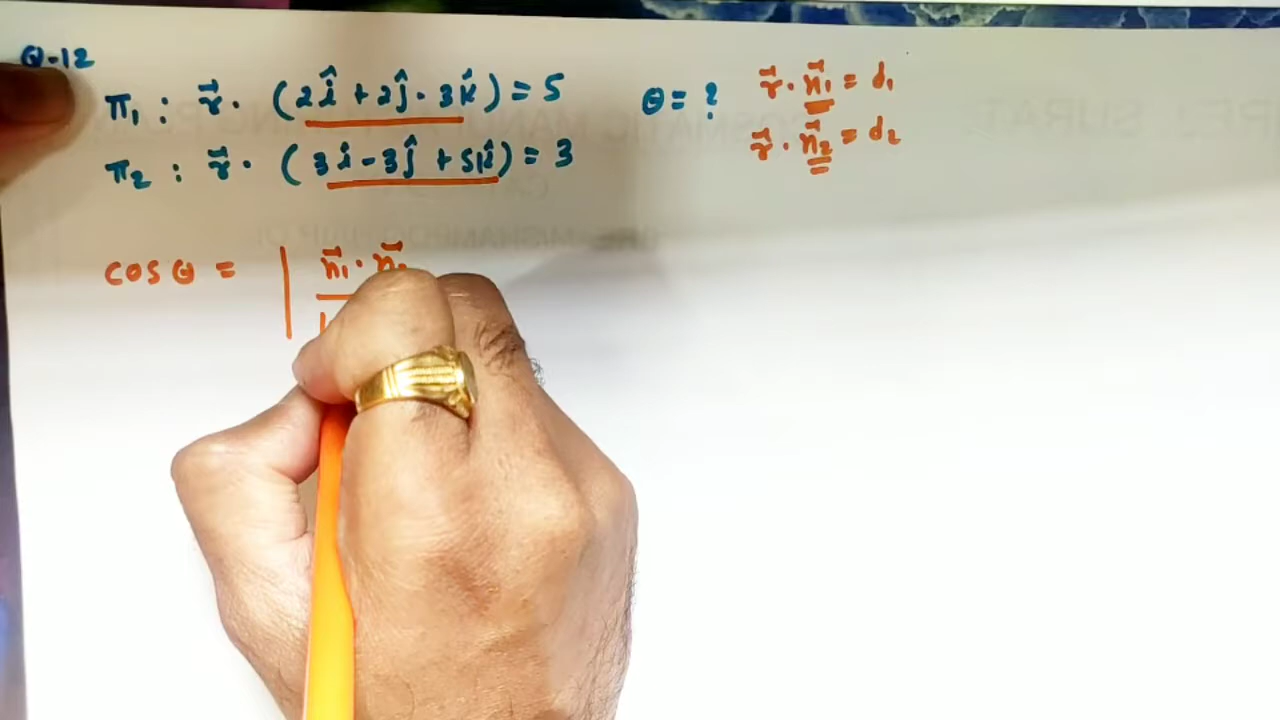 Q-12
π₁ : r⃗ · (2î + 2ĵ - 3k̂) = 5
θ = ?
r⃗ · n⃗₁ = d₁
π₂ : r⃗ · (3î - 3ĵ + 5k̂) = 3
r⃗ · n⃗₂ = d₂
cos θ = | n⃗₁ · n⃗₂